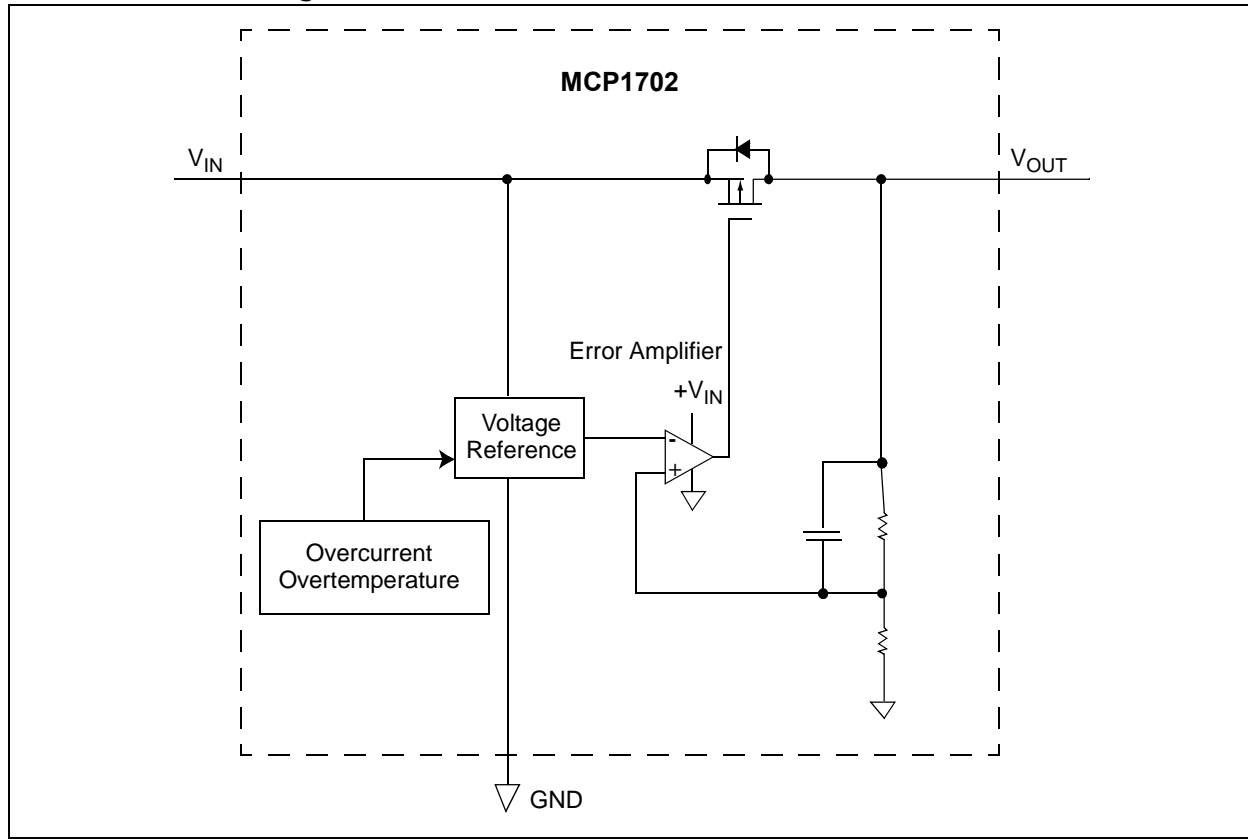 MCP1702
VIN
VOUT
Error Amplifier
+VIN
Voltage
Reference
-
+
Overcurrent
Overtemperature
GND